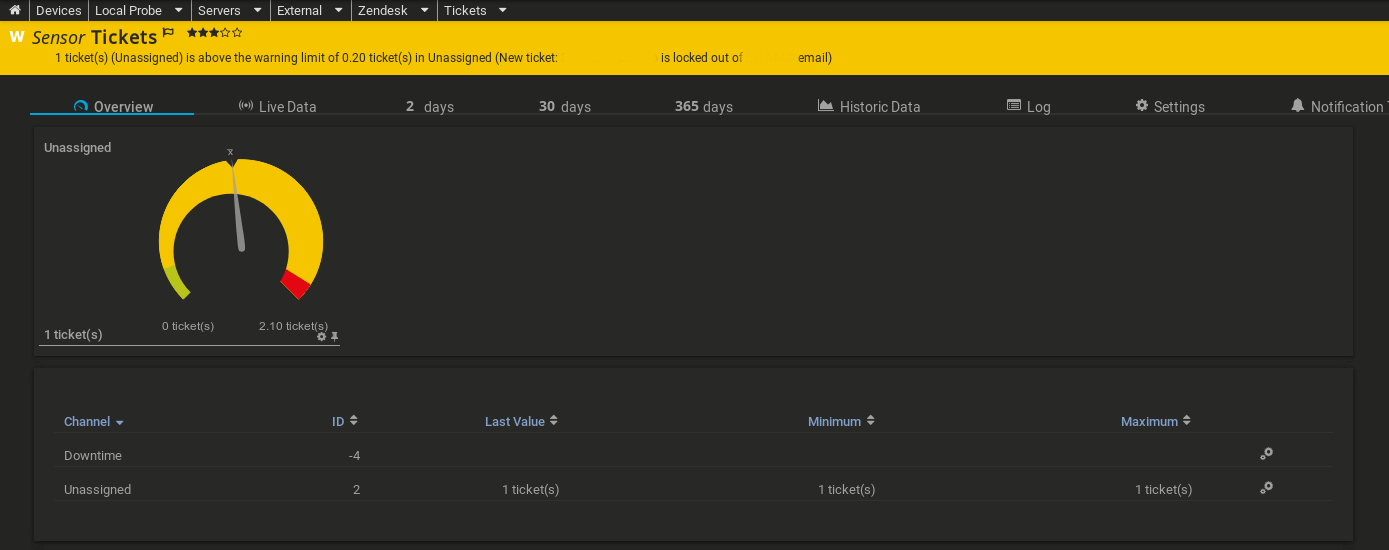 Devices Local Probe Servers External Zendesk Tickets
W Sensor Tickets
1 ticket(s) (Unassigned) is above the warning limit of 0.20 ticket(s) in Unassigned (New ticket: is locked out of email)
Overview Live Data 2 days 30 days 365 days Historic Data Log Settings Notification
Unassigned
x
0 ticket(s) 2.10 ticket(s)
1 ticket(s)
Channel ID Last Value Minimum Maximum
Downtime -4
Unassigned 2 1 ticket(s) 1 ticket(s) 1 ticket(s)